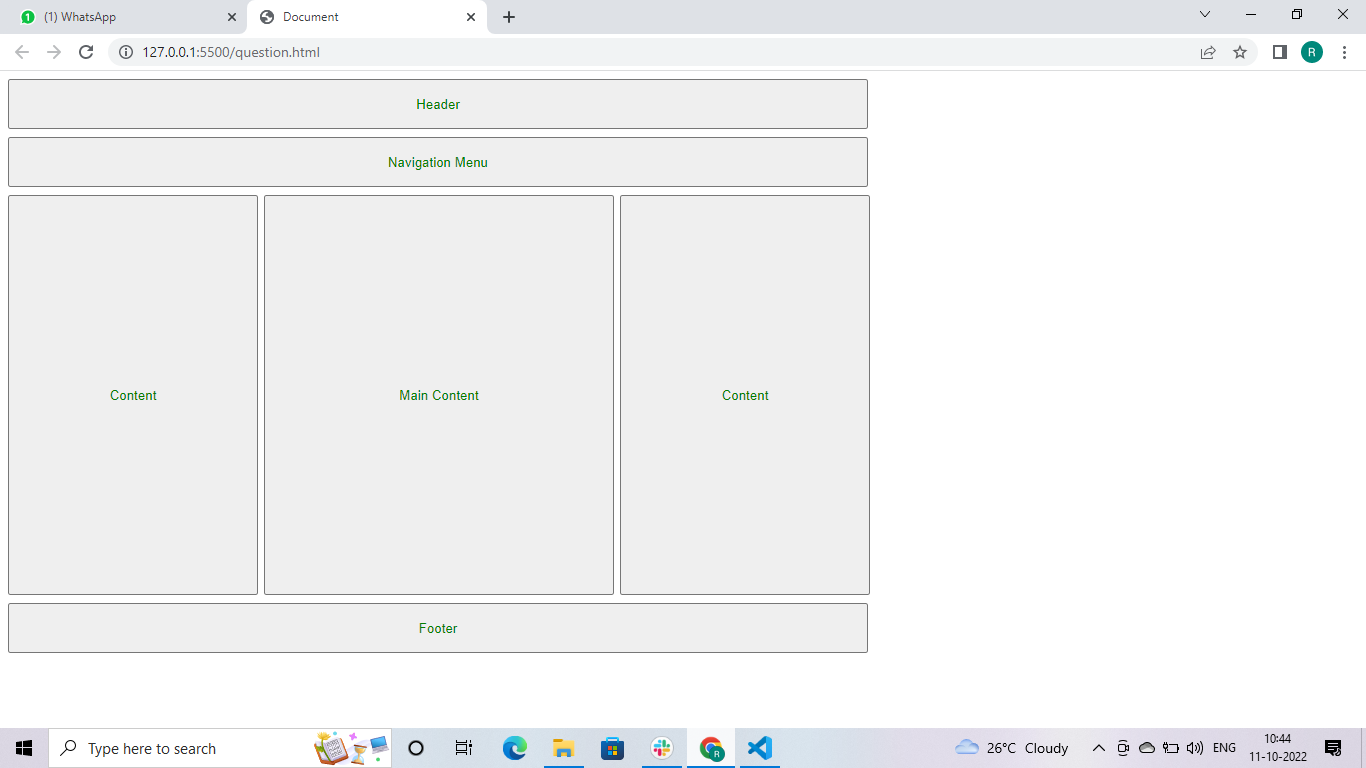 (1) WhatsApp
Document
127.0.0.1:5500/question.html
R
Header
Navigation Menu
Content
Main Content
Content
Footer
Type here to search
R
26°C Cloudy
ENG
10:44
11-10-2022